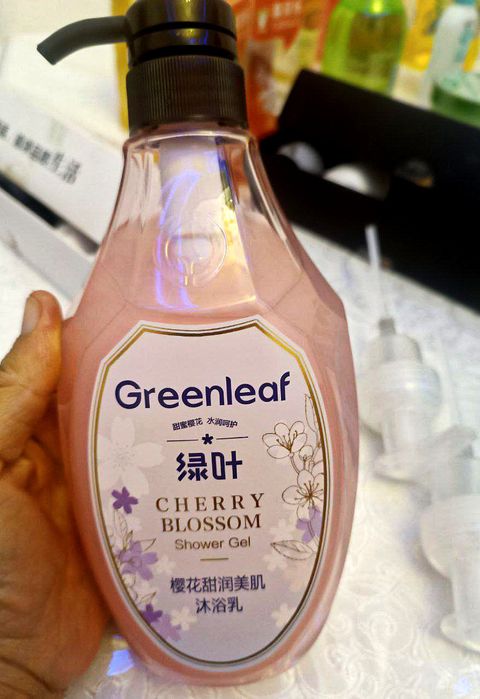 Greenleaf
甜蜜樱花 水润呵护
绿叶
CHERRY
BLOSSOM
Shower Gel
樱花甜润美肌
沐浴乳